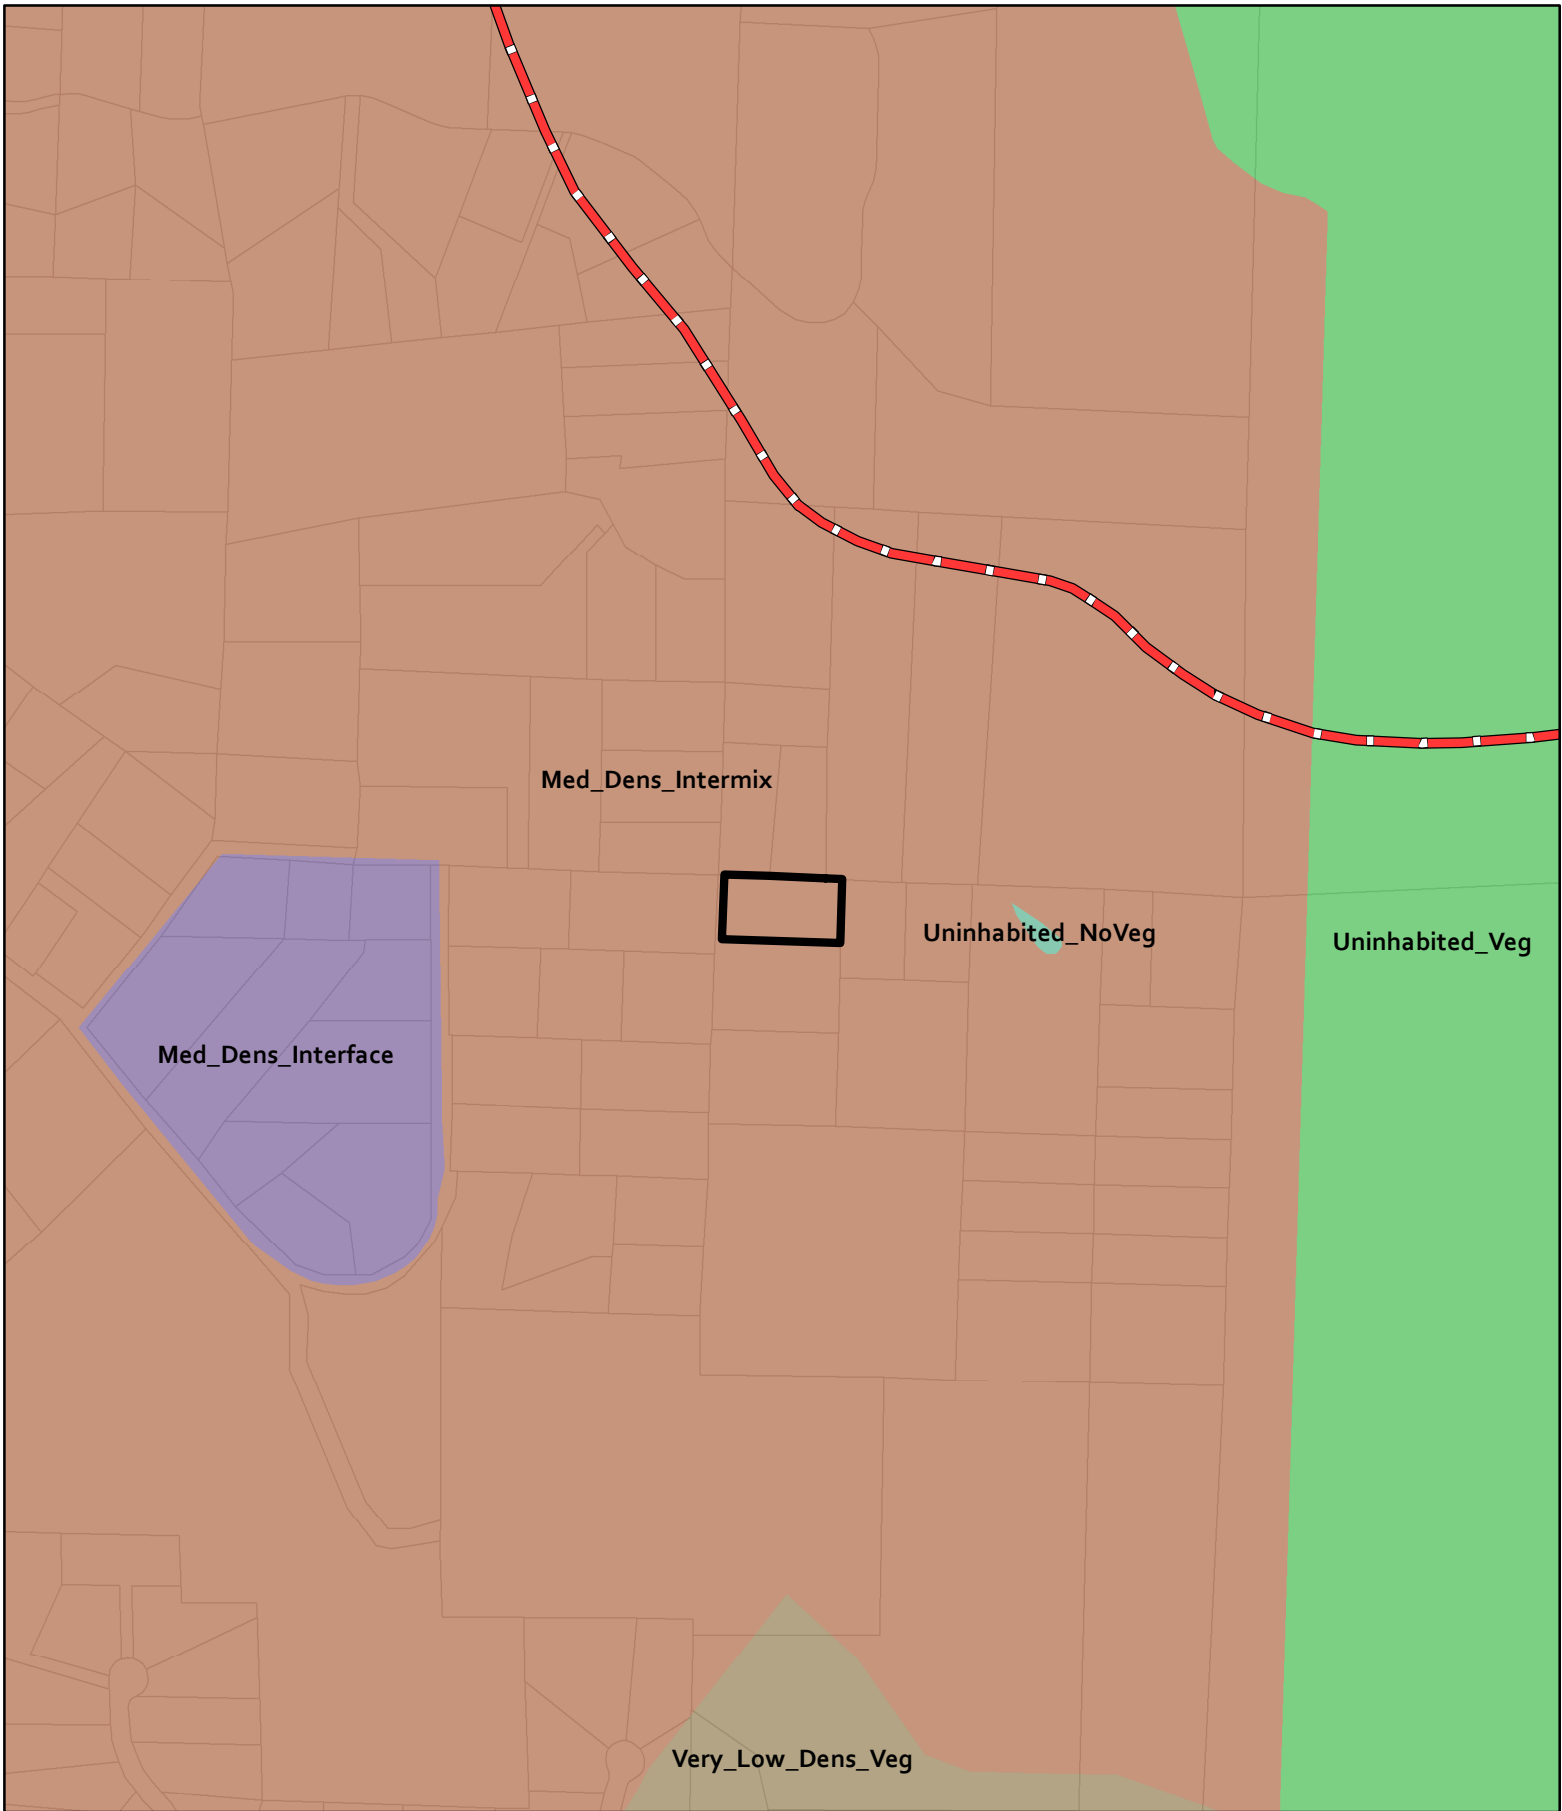 Med_Dens_Intermix
Uninhabited_NoVeg
Uninhabited_Veg
Med_Dens_Interface
Very_Low_Dens_Veg